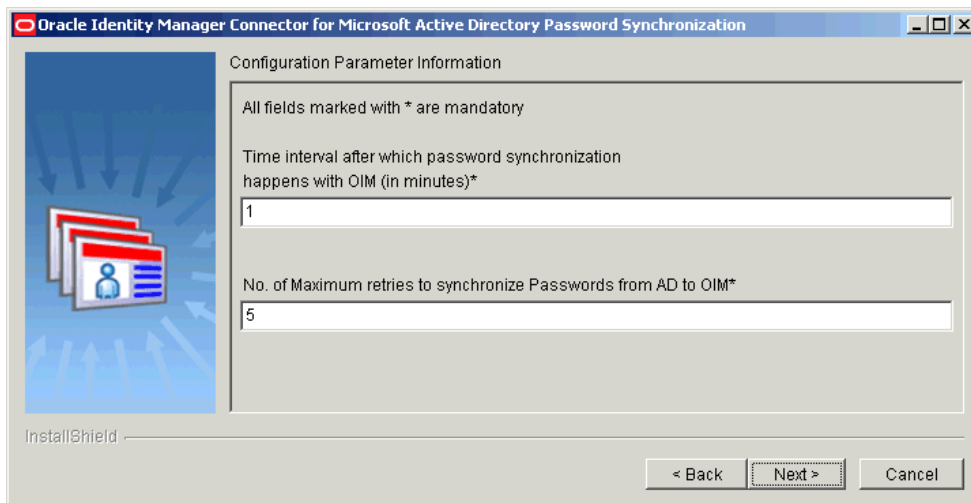 Oracle Identity Manager Connector for Microsoft Active Directory Password Synchronization
Configuration Parameter Information
All fields marked with * are mandatory
Time interval after which password synchronization
happens with OIM (in minutes)*
1
No. of Maximum retries to synchronize Passwords from AD to OIM*
5
InstallShield
< Back
Next >
Cancel